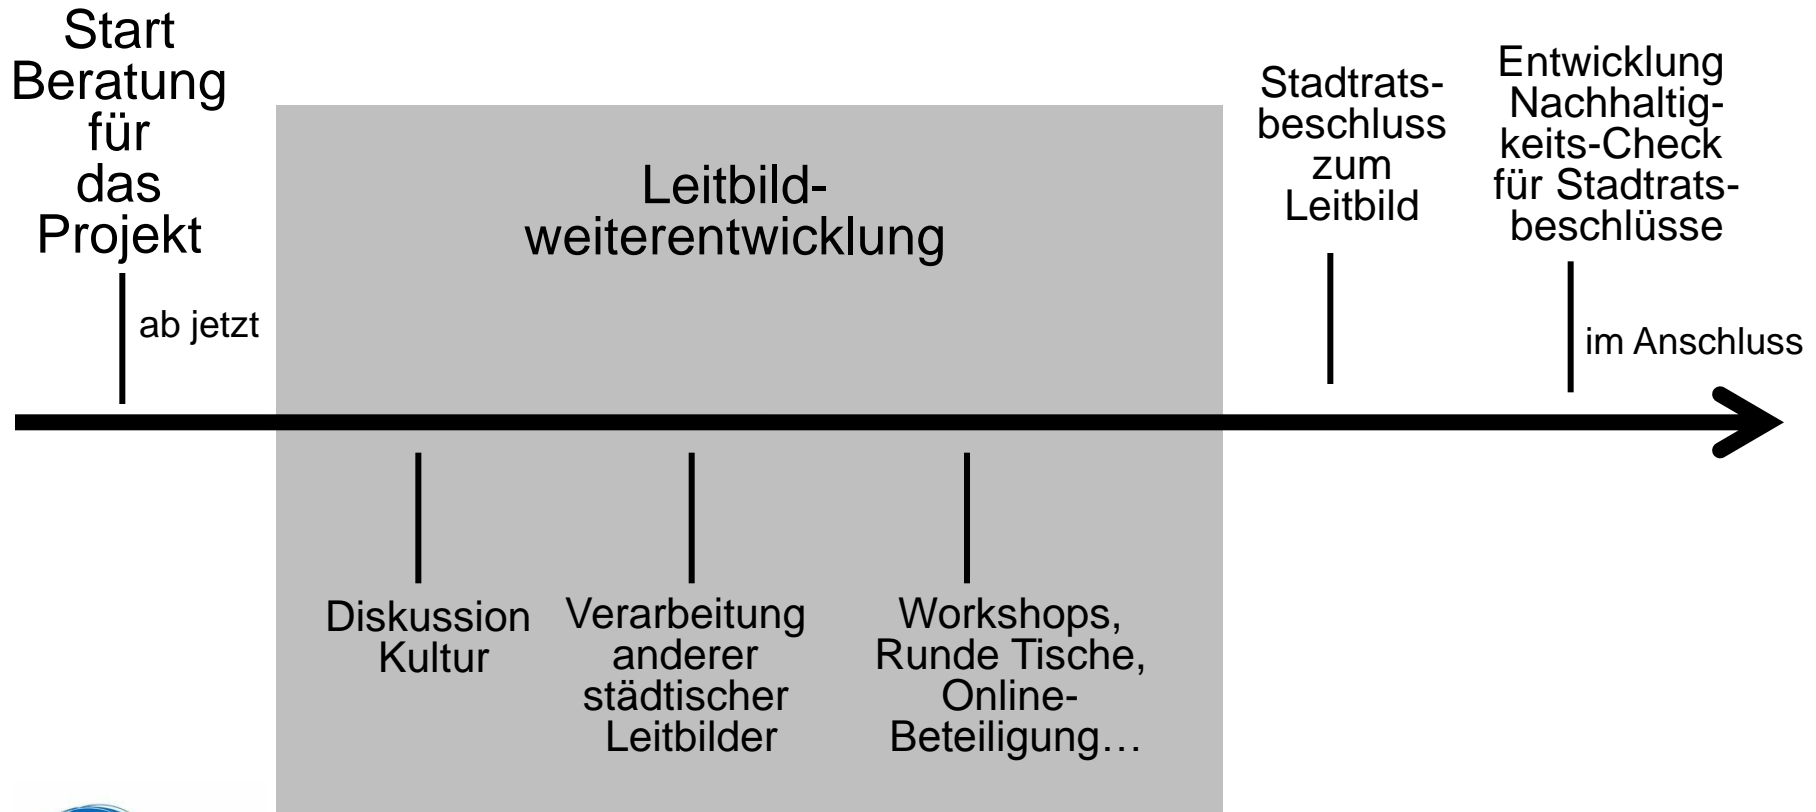 Start
Beratung
für
das
Projekt
ab jetzt
Leitbild-
weiterentwicklung
Stadtrats-
beschluss
zum
Leitbild
Entwicklung
Nachhaltig-
keits-Check
für Stadtrats-
beschlüsse
im Anschluss
Diskussion
Kultur
Verarbeitung
anderer
städtischer
Leitbilder
Workshops,
Runde Tische,
Online-
Beteiligung…